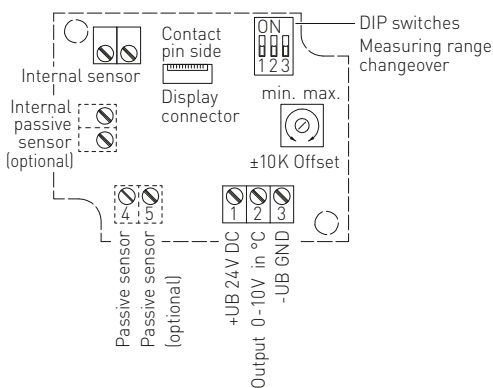 ON
1 2 3
DIP switches
Measuring range
changeover
Contact
pin side
Internal sensor
Display
connector
Internal
passive
sensor
(optional)
min. max.
±10K Offset
4 5
1 2 3
Passive sensor
Passive sensor
(optional)
+UB 24V DC
Output 0-10V in °C
-UB GND